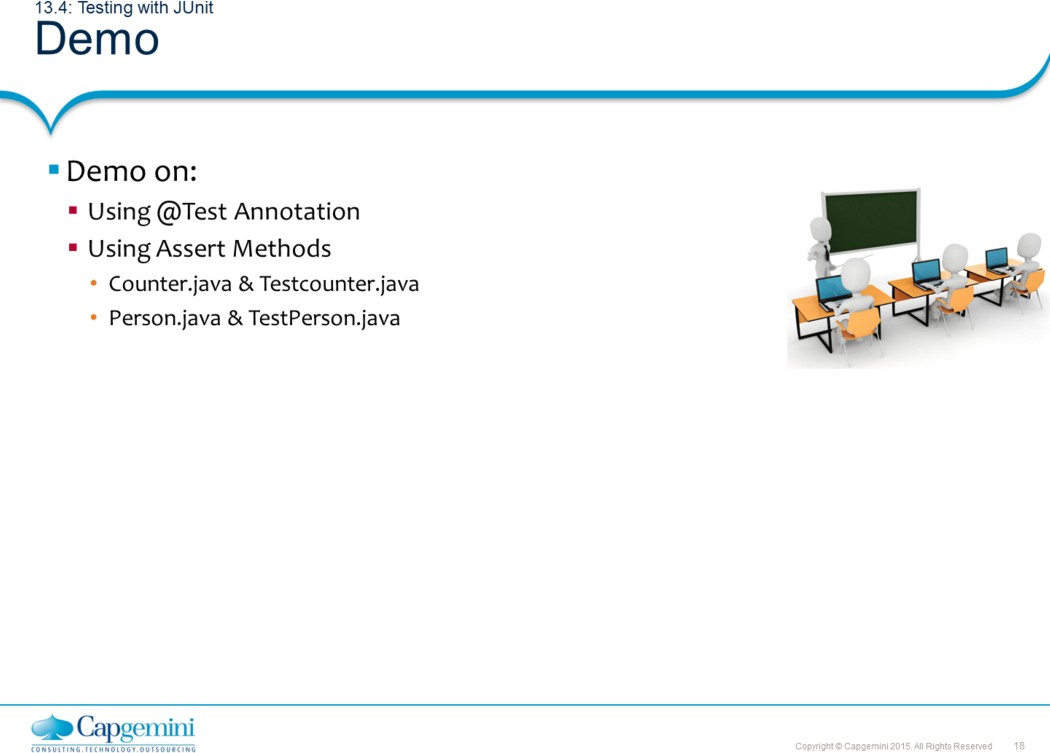 13.4: Testing with JUnit
Demo
Demo on:
Using @Test Annotation
Using Assert Methods
Counter.java & Testcounter.java
Person.java & TestPerson.java
Capgemini
CONSULTING.TECHNOLOGY.OUTSOURCING
Copyright © Capgemini 2015. All Rights Reserved 18